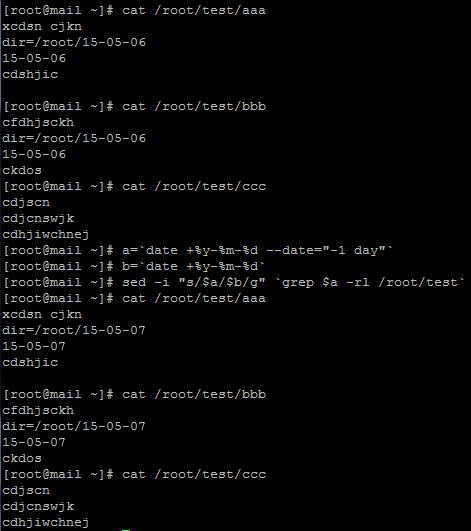 [root@mail ~]# cat /root/test/aaa
xcdsn cjkn
dir=/root/15-05-06
15-05-06
cdshjic

[root@mail ~]# cat /root/test/bbb
cfdhjsckh
dir=/root/15-05-06
15-05-06
ckdos
[root@mail ~]# cat /root/test/ccc
cdjscn
cdjcnswjk
cdhjiwchnej
[root@mail ~]# a=`date +%y-%m-%d --date="-1 day"`
[root@mail ~]# b=`date +%y-%m-%d`
[root@mail ~]# sed -i "s/$a/$b/g" `grep $a -rl /root/test`
[root@mail ~]# cat /root/test/aaa
xcdsn cjkn
dir=/root/15-05-07
15-05-07
cdshjic

[root@mail ~]# cat /root/test/bbb
cfdhjsckh
dir=/root/15-05-07
15-05-07
ckdos
[root@mail ~]# cat /root/test/ccc
cdjscn
cdjcnswjk
cdhjiwchnej